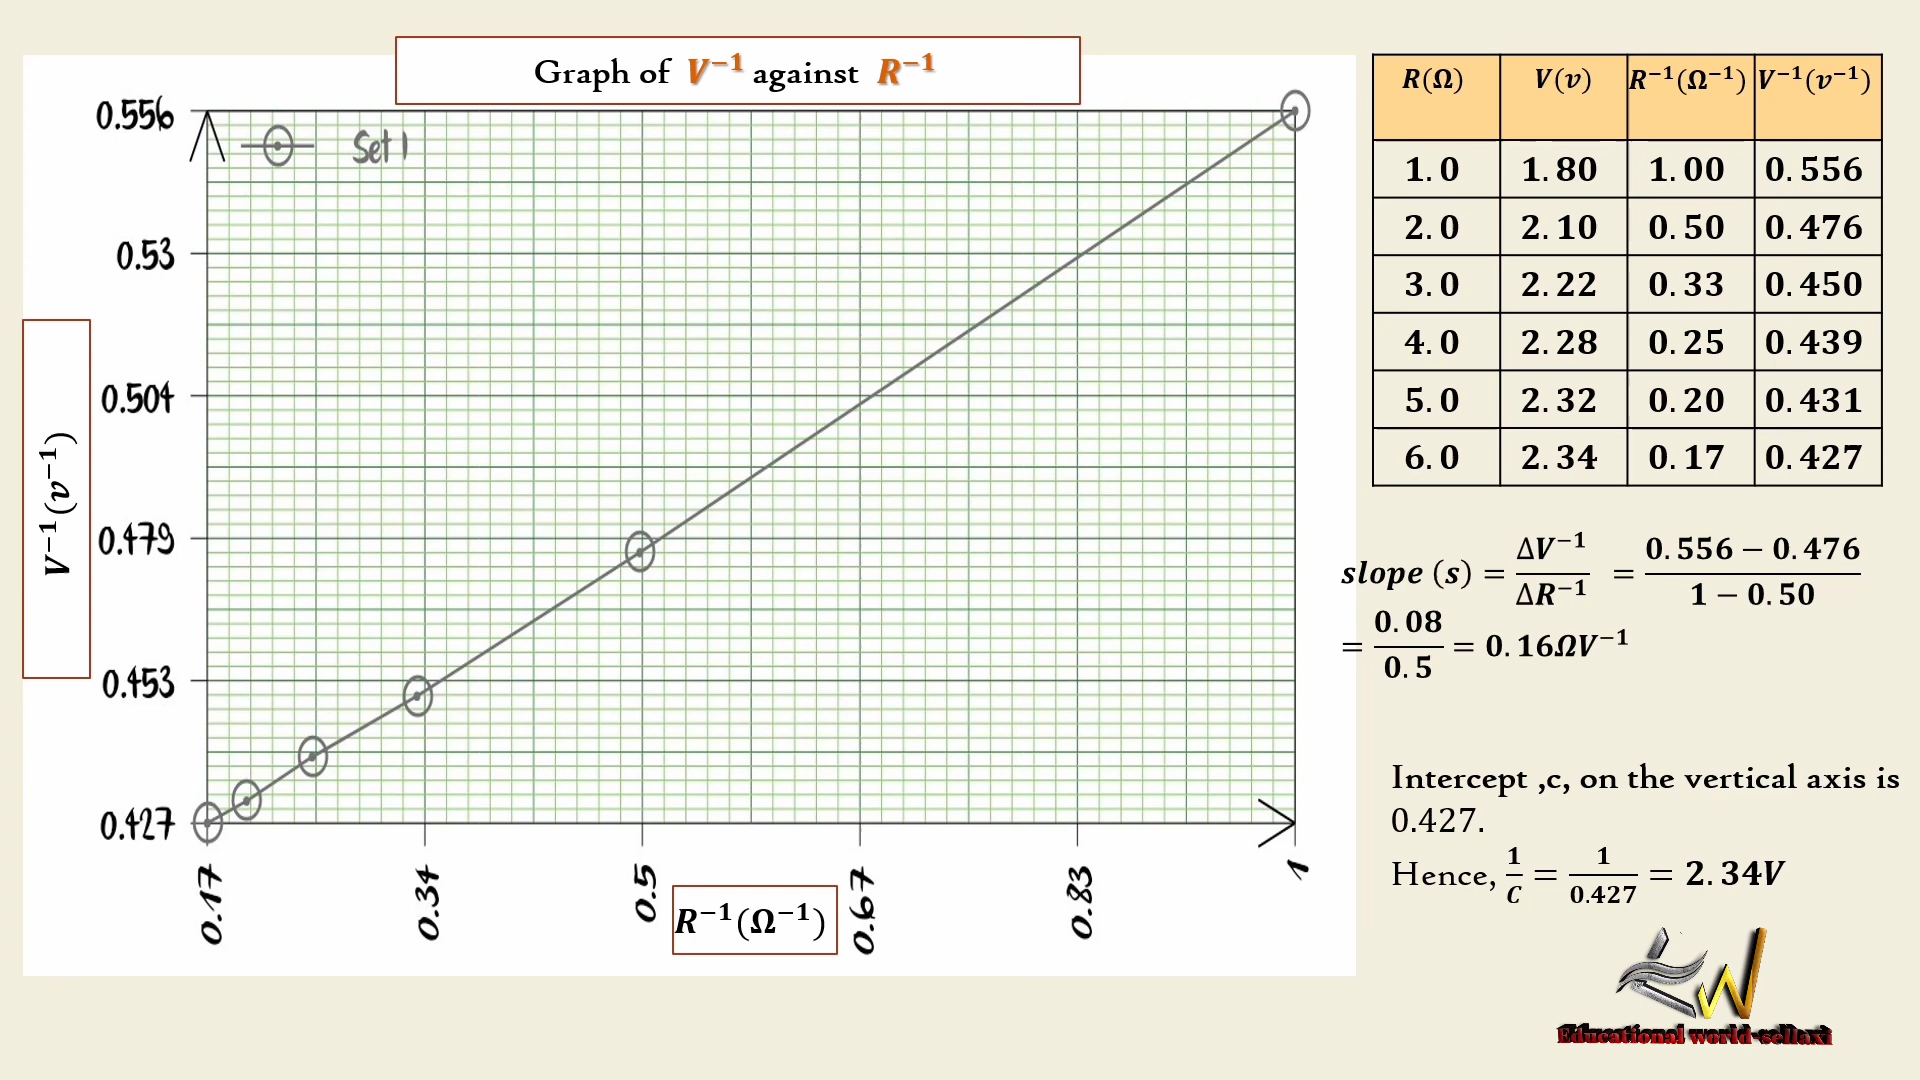 Graph of V⁻¹ against R⁻¹
Set 1
0.556
0.53
0.504
0.479
0.453
0.427
V⁻¹(v⁻¹)
0.17
0.34
0.5
0.67
0.83
1
R⁻¹(Ω⁻¹)
R(Ω) V(v) R⁻¹(Ω⁻¹) V⁻¹(v⁻¹)
1.0 1.80 1.00 0.556
2.0 2.10 0.50 0.476
3.0 2.22 0.33 0.450
4.0 2.28 0.25 0.439
5.0 2.32 0.20 0.431
6.0 2.34 0.17 0.427
slope (s) = ΔV⁻¹/ΔR⁻¹ = 0.556 − 0.476/1 − 0.50
= 0.08/0.5 = 0.16ΩV⁻¹
Intercept ,c, on the vertical axis is
0.427.
Hence, 1/C = 1/0.427 = 2.34V
Educational world-sellaxi